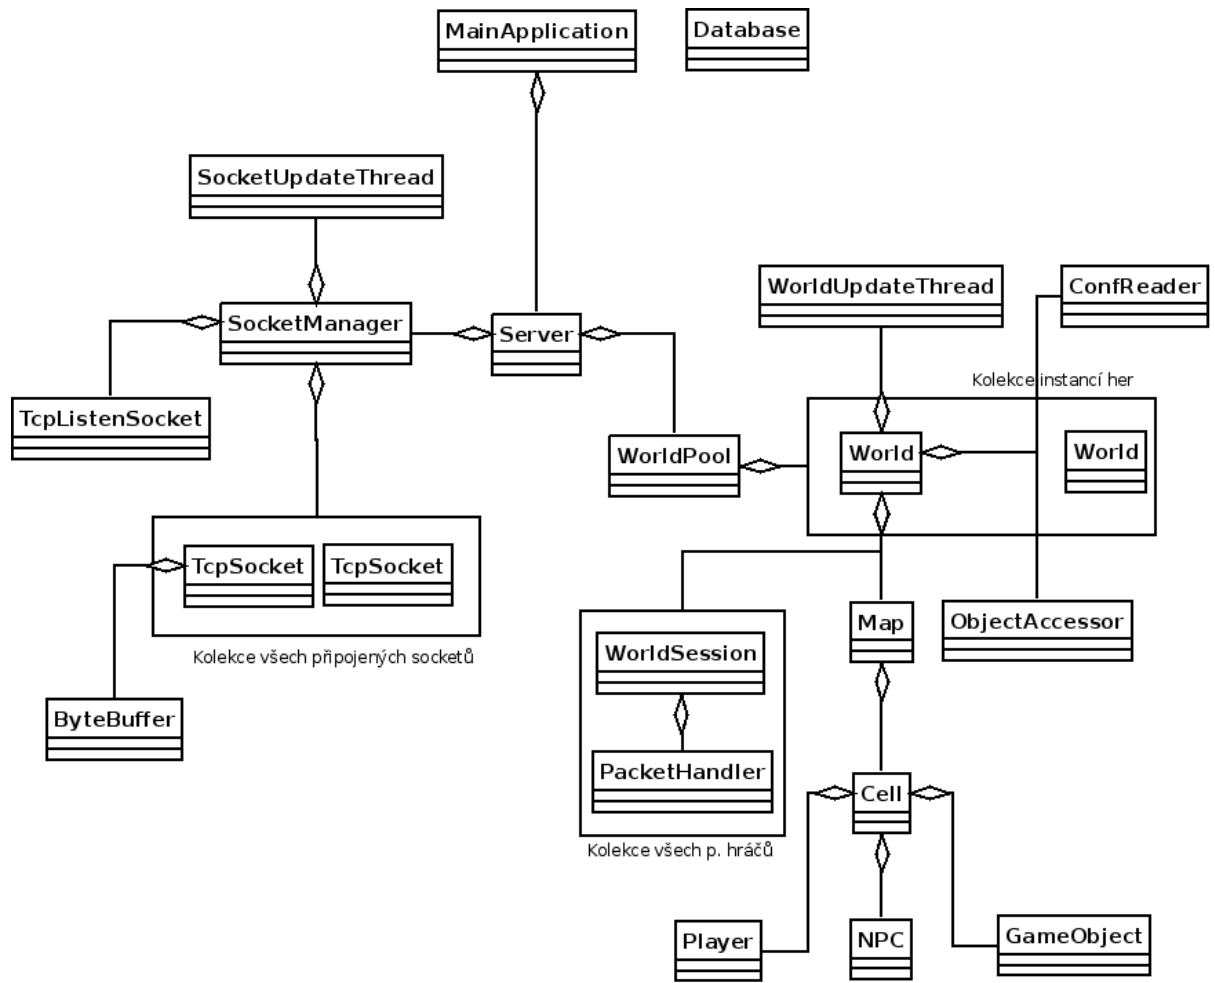 MainApplication
Database
SocketUpdateThread
WorldUpdateThread
ConfReader
SocketManager
Server
Kolekce instancí her
TcpListenSocket
WorldPool
World
World
TcpSocket
TcpSocket
Kolekce všech připojených socketů
Map
ObjectAccessor
WorldSession
ByteBuffer
PacketHandler
Cell
Kolekce všech p. hráčů
Player
NPC
GameObject